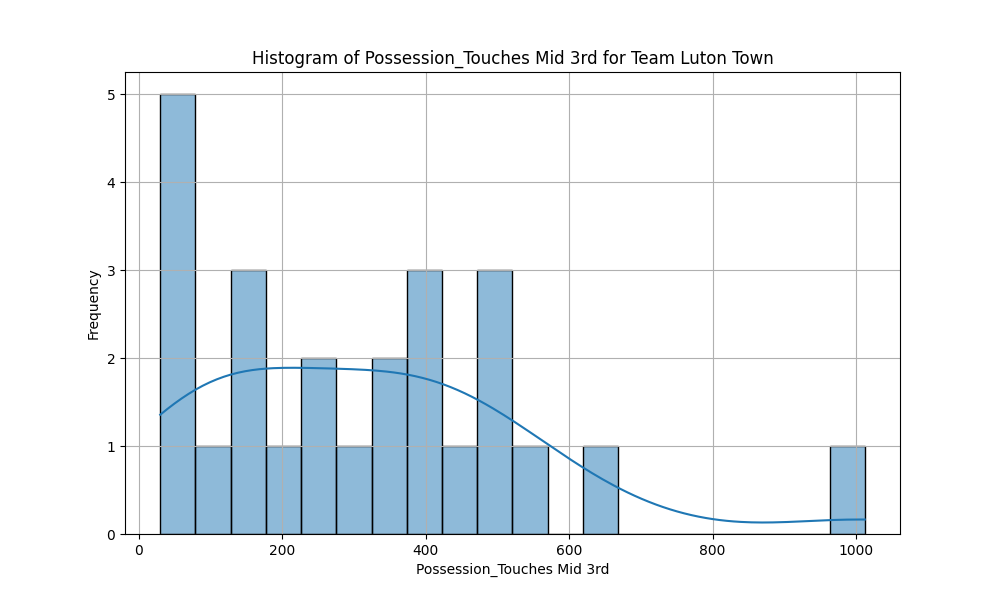 Histogram of Possession_Touches Mid 3rd for Team Luton Town
5
4
3
2
1
0
Frequency
0 200 400 600 800 1000
Possession_Touches Mid 3rd